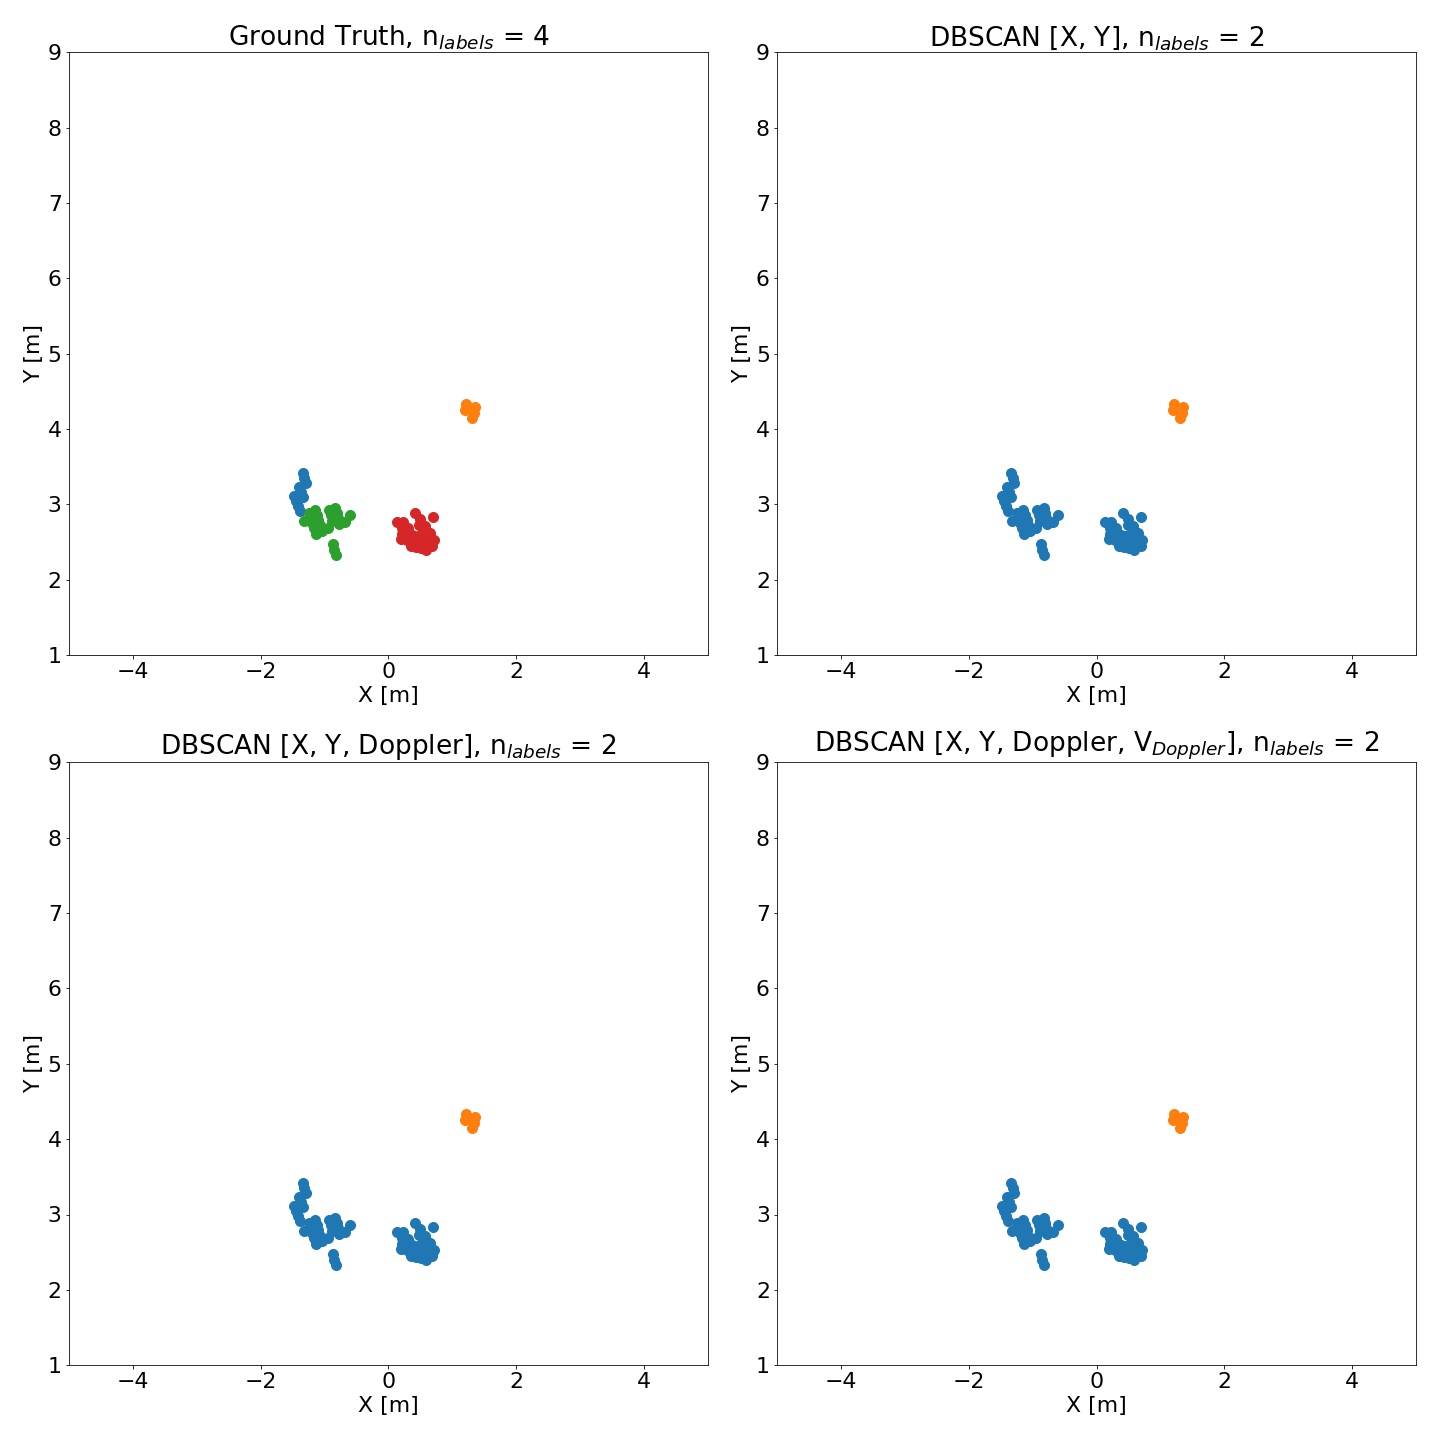 Ground Truth, n_labels = 4
9
8
7
6
5
4
3
2
1
Y [m]
−4 −2 0 2 4
X [m]
DBSCAN [X, Y], n_labels = 2
9
8
7
6
5
4
3
2
1
Y [m]
−4 −2 0 2 4
X [m]
DBSCAN [X, Y, Doppler], n_labels = 2
9
8
7
6
5
4
3
2
1
Y [m]
−4 −2 0 2 4
X [m]
DBSCAN [X, Y, Doppler, V_Doppler], n_labels = 2
9
8
7
6
5
4
3
2
1
Y [m]
−4 −2 0 2 4
X [m]